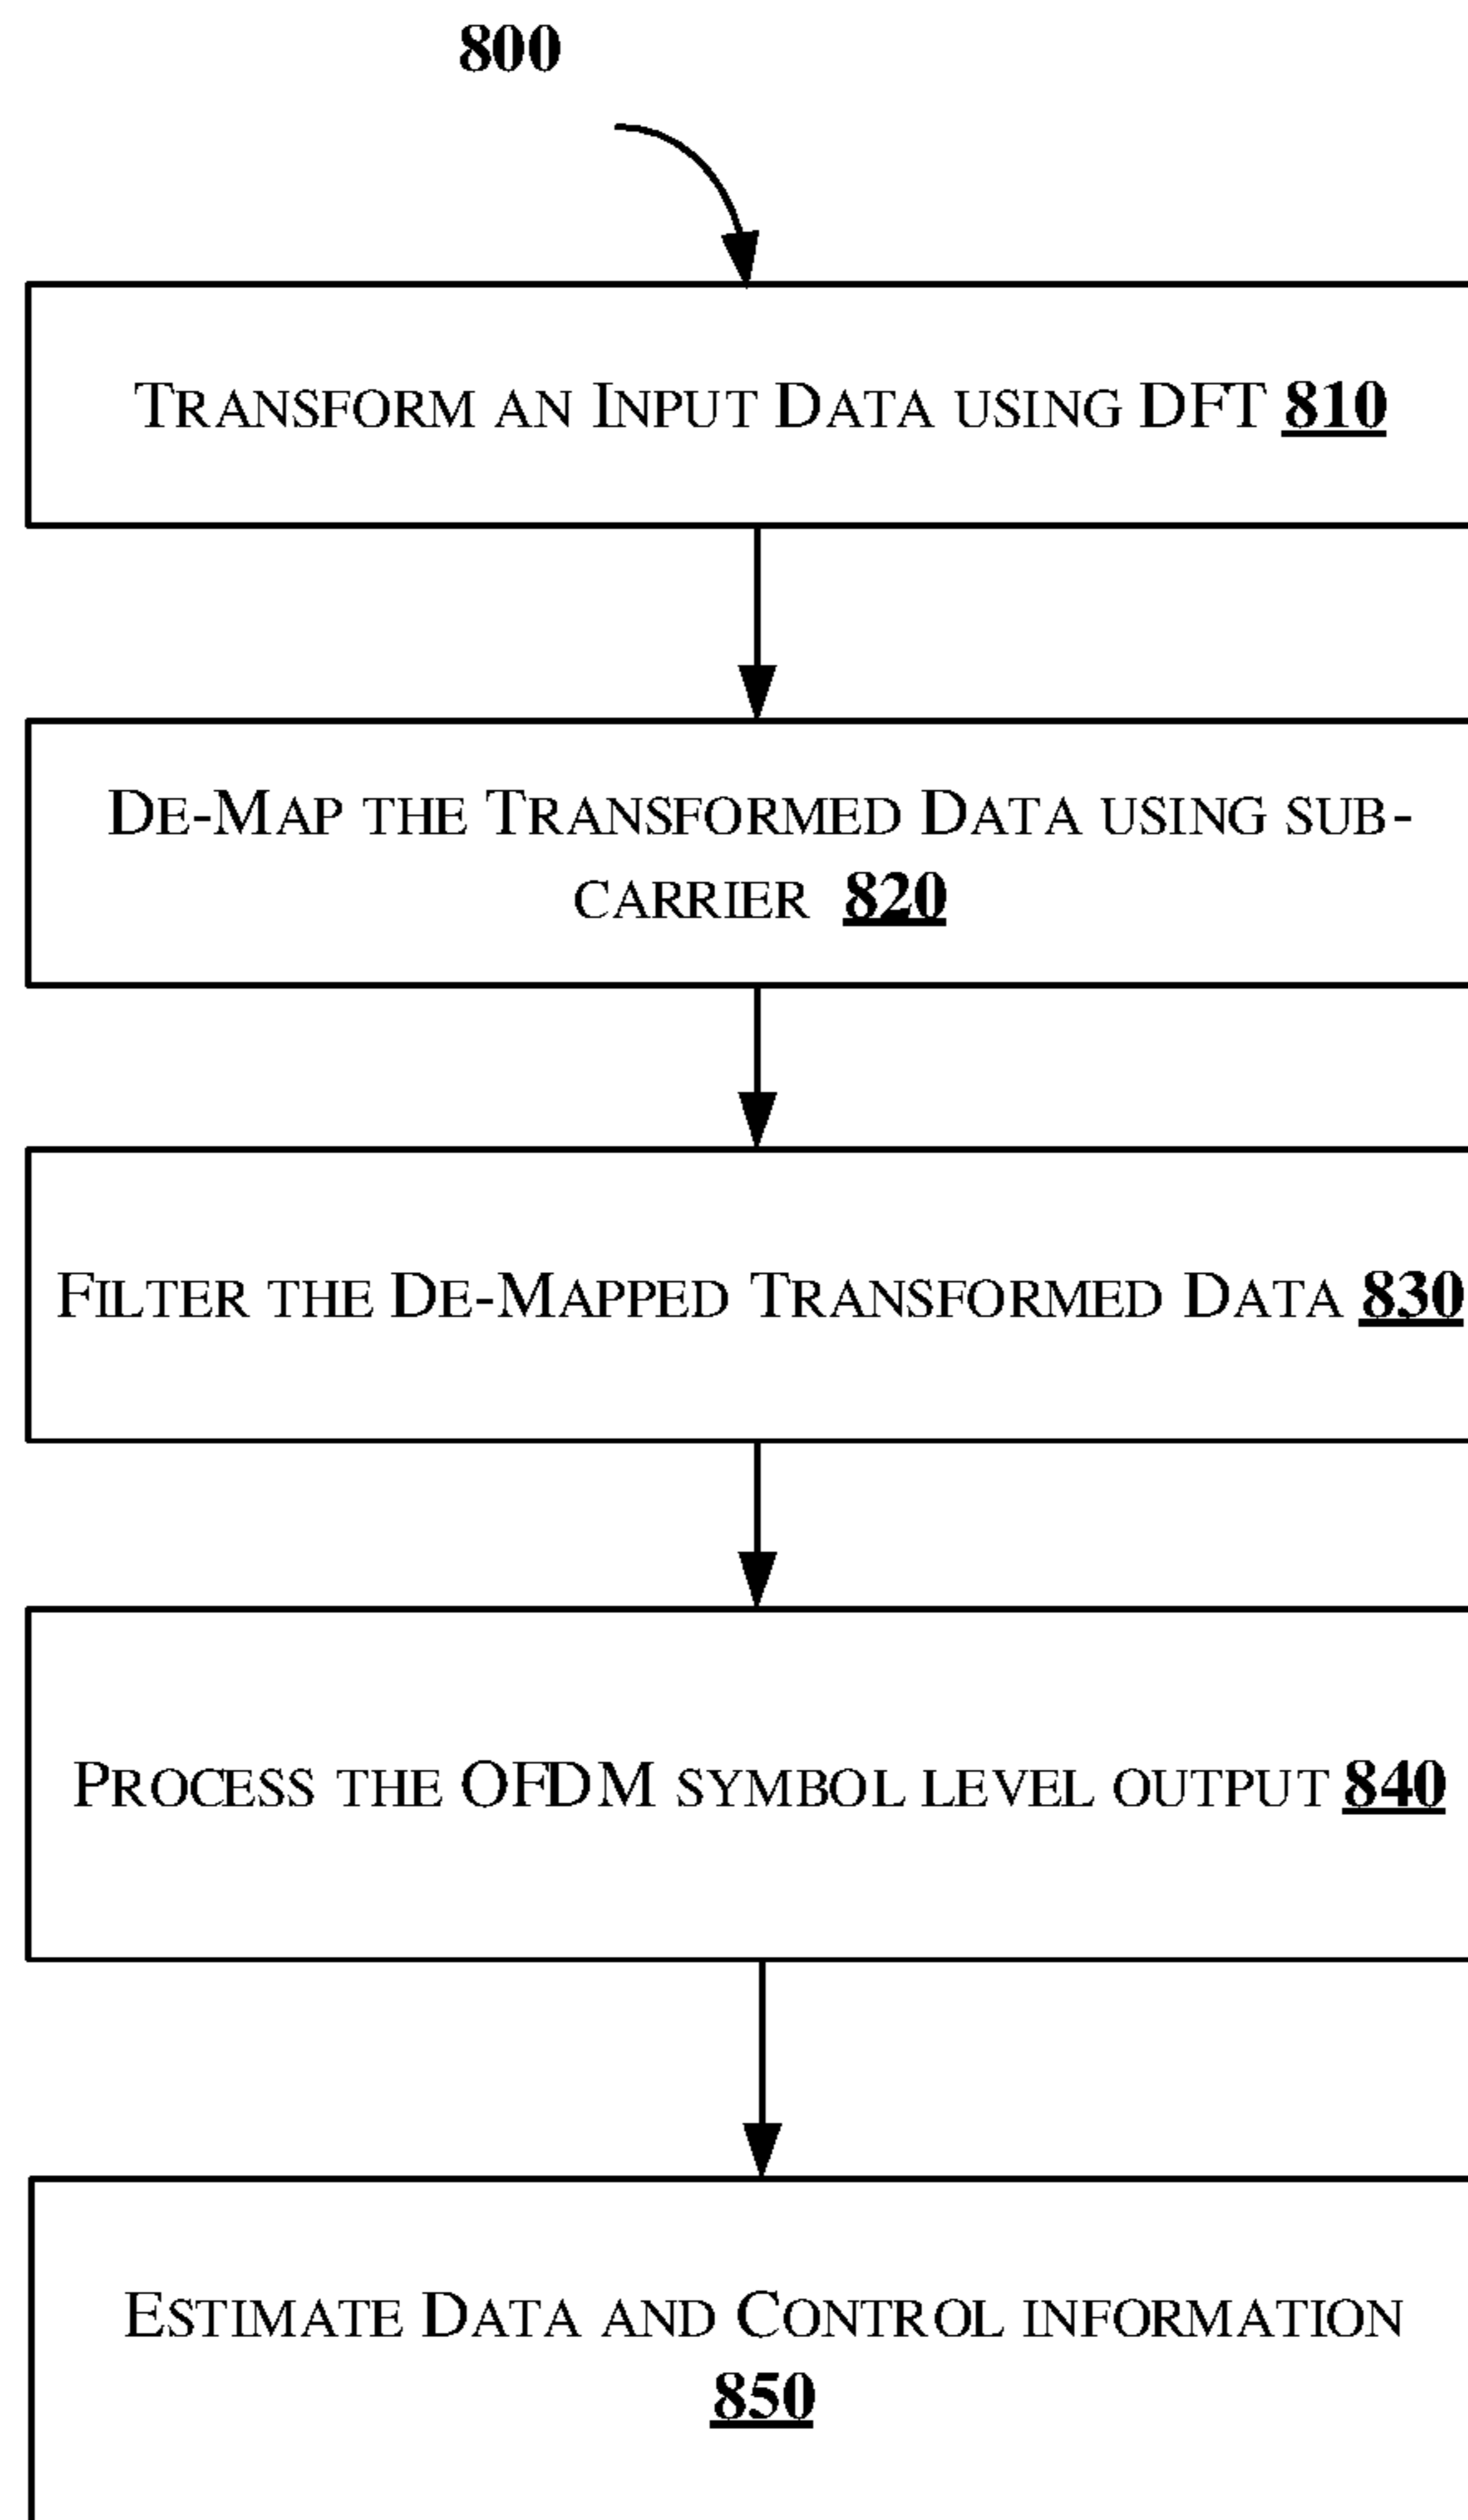 800
Transform an Input Data using DFT 810
De-Map the Transformed Data using sub-
carrier 820
Filter the De-Mapped Transformed Data 830
Process the OFDM symbol level output 840
Estimate Data and Control information
850